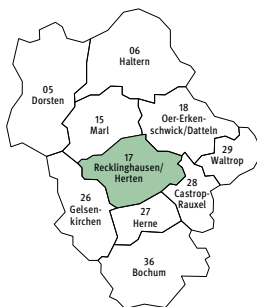 06
Haltern
05
Dorsten
18
Oer-Erken-
schwick/Datteln
15
Marl
29
Waltrop
17
Recklinghausen/
Herten
28
Castrop-
Rauxel
26
Gelsen-
kirchen
27
Herne
36
Bochum